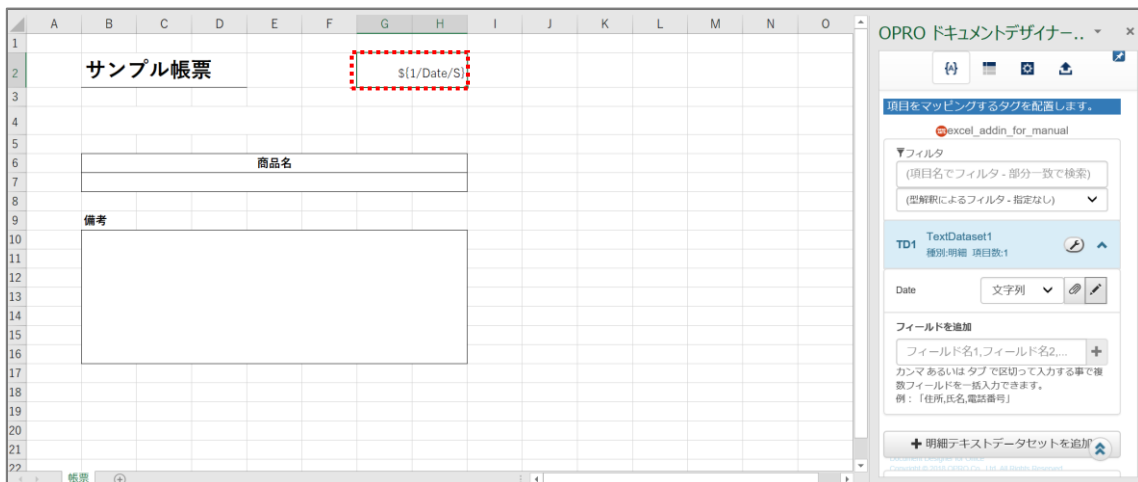 A B C D E F G H I J K L M N O
OPRO ドキュメントデザイナー..
1
2 サンプル帳票 ${1/Date/S}
3
4
5
6 商品名
7
8
9 備考
10
11
12
13
14
15
16
17
18
19
20
21
22
帳票
{A}
項目をマッピングするタグを配置します。
excel_addin_for_manual
フィルタ
(項目名でフィルタ - 部分一致で検索)
(型解釈によるフィルタ - 指定なし)
TD1 TextDataset1
種別:明細 項目数:1
Date 文字列
フィールドを追加
フィールド名1,フィールド名2,...
カンマ あるいは タブ で区切って入力する事で複
数フィールドを一括入力できます。
例：「住所,氏名,電話番号」
明細テキストデータセットを追加